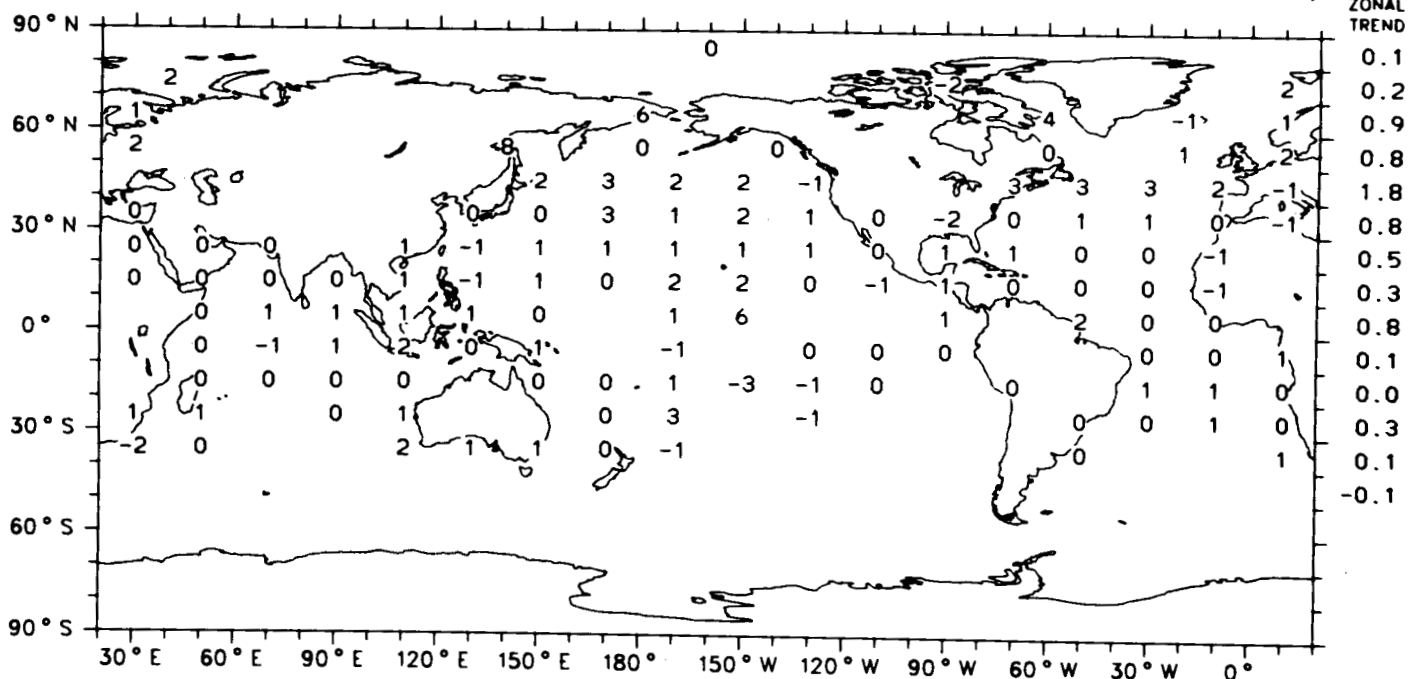 ZONAL
TREND
90° N 0 0.1
2 -2 2 0.2
60° N 1 6 4 -1 1 0.9
2 -8 0 0 0 1 2 0.8
-2 3 2 2 -1 3 3 3 2 -1 1.8
30° N 0 0 0 3 1 2 1 0 -2 0 1 1 0 -1 0.8
0 0 0 1 -1 1 1 1 1 1 0 1 1 0 0 -1 0.5
0 0 0 0 1 -1 1 0 2 2 0 -1 1 0 0 0 -1 0.3
0° 0 1 1 1 1 0 1 6 1 2 0 0 0.8
0 -1 1 2 0 1 -1 0 0 0 0 0 1 0.1
0 0 0 0 0 0 1 -3 -1 0 0 1 1 0 0.0
30° S 1 1 0 1 0 3 -1 0 0 1 0 0.3
-2 0 2 1 1 0 -1 0 1 0.1
-0.1
60° S
90° S
30° E 60° E 90° E 120° E 150° E 180° 150° W 120° W 90° W 60° W 30° W 0°